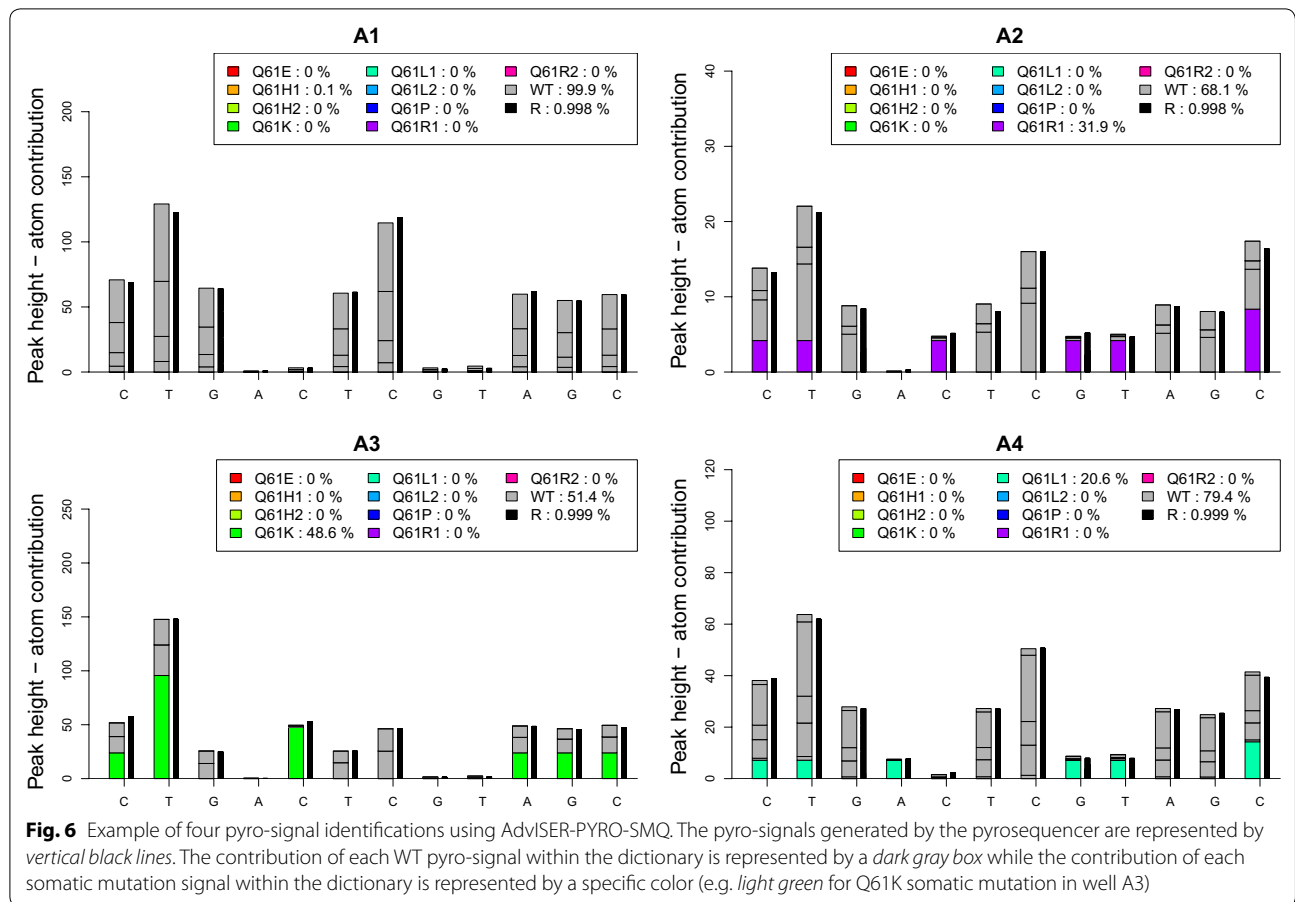 A1
Q61E : 0 %
Q61H1 : 0.1 %
Q61H2 : 0 %
Q61K : 0 %
Q61L1 : 0 %
Q61L2 : 0 %
Q61P : 0 %
Q61R1 : 0 %
Q61R2 : 0 %
WT : 99.9 %
R : 0.998 %
Peak height − atom contribution
200
150
100
50
0
C T G A C T C G T A G C
A2
Q61E : 0 %
Q61H1 : 0 %
Q61H2 : 0 %
Q61K : 0 %
Q61L1 : 0 %
Q61L2 : 0 %
Q61P : 0 %
Q61R1 : 31.9 %
Q61R2 : 0 %
WT : 68.1 %
R : 0.998 %
Peak height − atom contribution
40
30
20
10
0
C T G A C T C G T A G C
A3
Q61E : 0 %
Q61H1 : 0 %
Q61H2 : 0 %
Q61K : 48.6 %
Q61L1 : 0 %
Q61L2 : 0 %
Q61P : 0 %
Q61R1 : 0 %
Q61R2 : 0 %
WT : 51.4 %
R : 0.999 %
Peak height − atom contribution
250
200
150
100
50
0
C T G A C T C G T A G C
A4
Q61E : 0 %
Q61H1 : 0 %
Q61H2 : 0 %
Q61K : 0 %
Q61L1 : 20.6 %
Q61L2 : 0 %
Q61P : 0 %
Q61R1 : 0 %
Q61R2 : 0 %
WT : 79.4 %
R : 0.999 %
Peak height − atom contribution
120
100
80
60
40
20
0
C T G A C T C G T A G C
Fig. 6 Example of four pyro-signal identifications using AdvISER-PYRO-SMQ. The pyro-signals generated by the pyrosequencer are represented by
vertical black lines. The contribution of each WT pyro-signal within the dictionary is represented by a dark gray box while the contribution of each
somatic mutation signal within the dictionary is represented by a specific color (e.g. light green for Q61K somatic mutation in well A3)